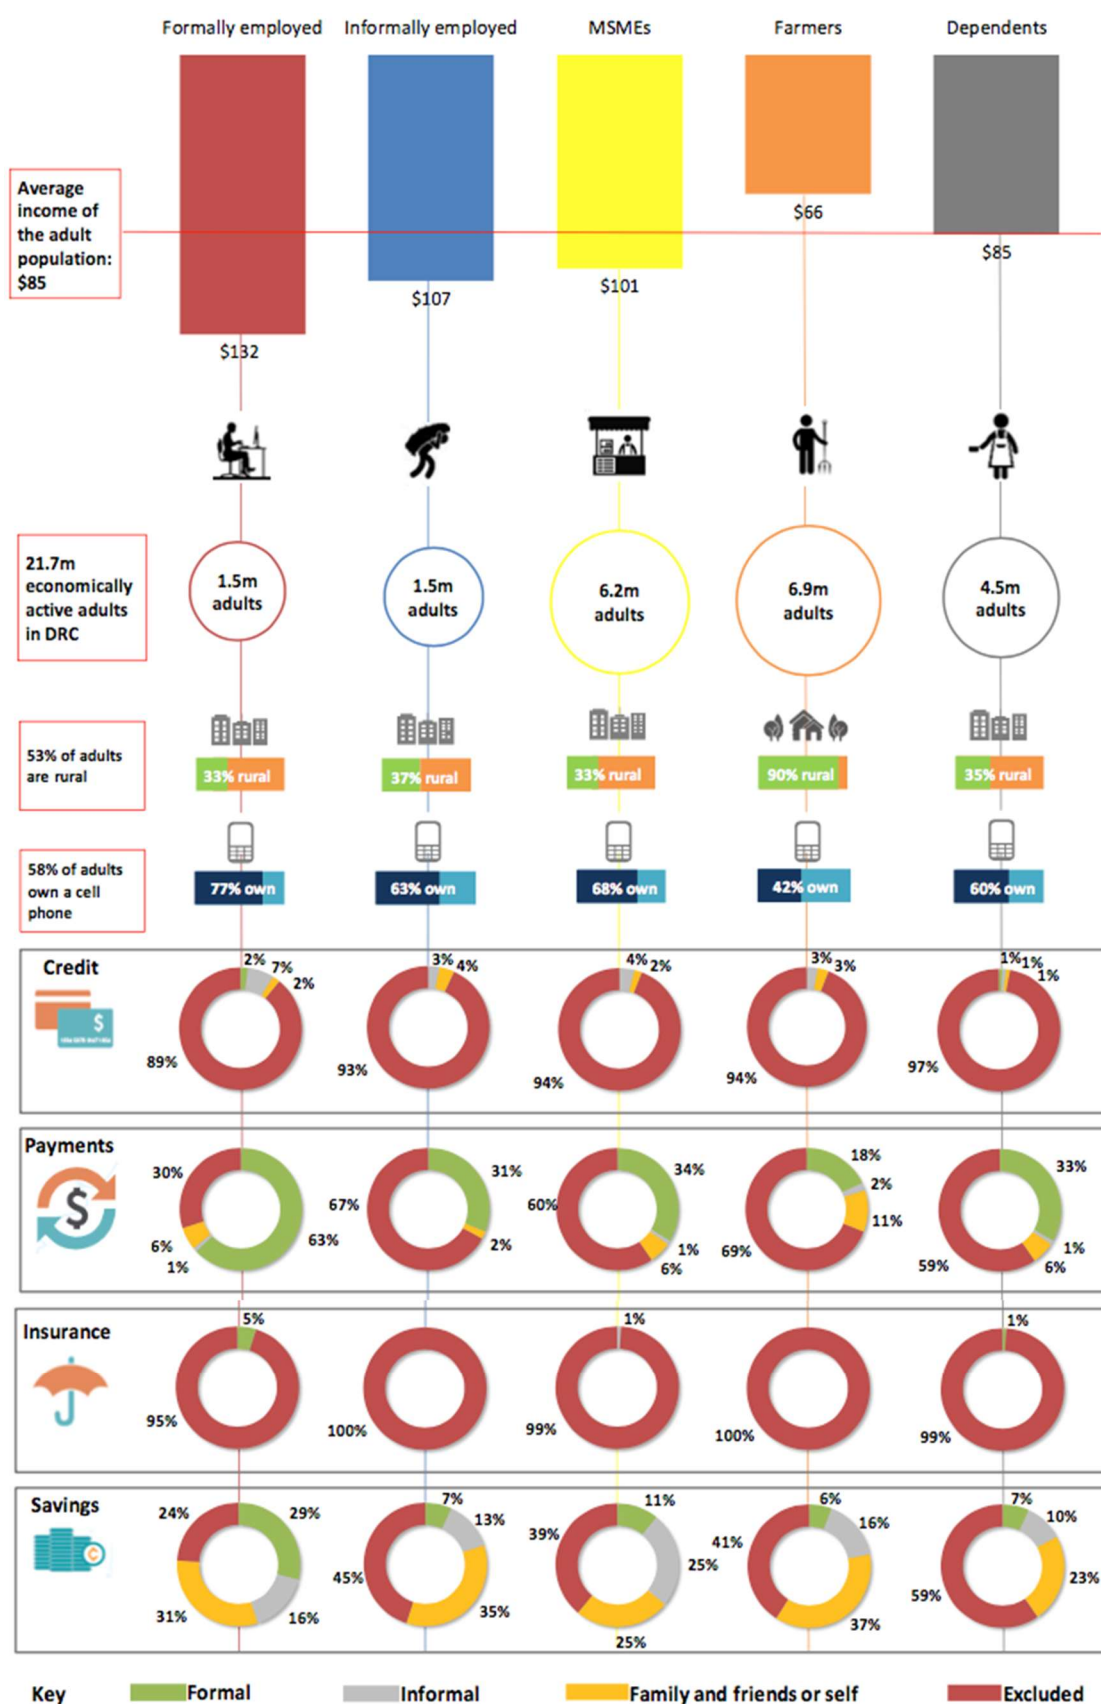 Formally employed Informally employed MSMEs Farmers Dependents
Average
income of
the adult
population:
$85
$66
$85
$101
$107
$132
21.7m
economically
active adults
in DRC
1.5m
adults
1.5m
adults
6.2m
adults
6.9m
adults
4.5m
adults
53% of adults
are rural
33% rural 37% rural 33% rural 90% rural 35% rural
58% of adults
own a cell
phone
77% own 63% own 68% own 42% own 60% own
Credit
$
2% 7% 2% 89%
3% 4% 93%
4% 2% 94%
3% 3% 94%
1% 1% 1% 97%
Payments
$
30% 63% 6% 1%
31% 67% 2%
34% 60% 1% 6%
18% 2% 11% 69%
33% 1% 6% 59%
Insurance
5% 95%
100%
1% 99%
100%
1% 99%
Savings
24% 29% 31% 16%
7% 13% 45% 35%
11% 39% 25% 25%
6% 16% 41% 37%
7% 10% 23% 59%
Key Formal Informal Family and friends or self Excluded